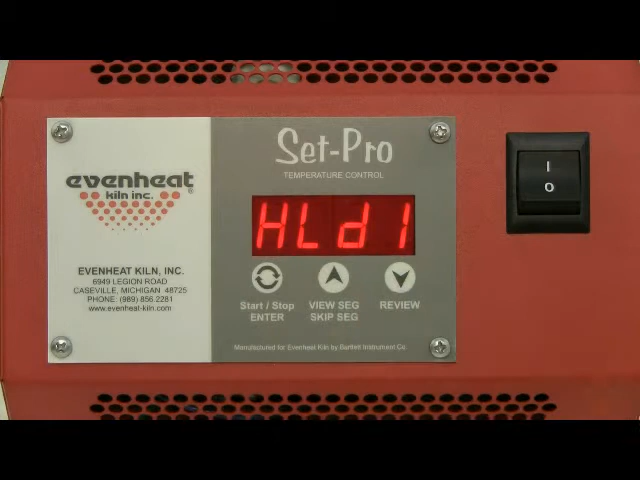 Set-Pro
TEMPERATURE CONTROL
evenheat®
kiln inc.
HLd1
EVENHEAT KILN, INC.
6949 LEGION ROAD
CASEVILLE, MICHIGAN 48725
PHONE (989) 856.2281
www.evenheat-kiln.com
Start / Stop
ENTER
VIEW SEG
SKIP SEG
REVIEW
Manufactured for Evenheat Kiln by Bartlett Instrument Co.
I
O